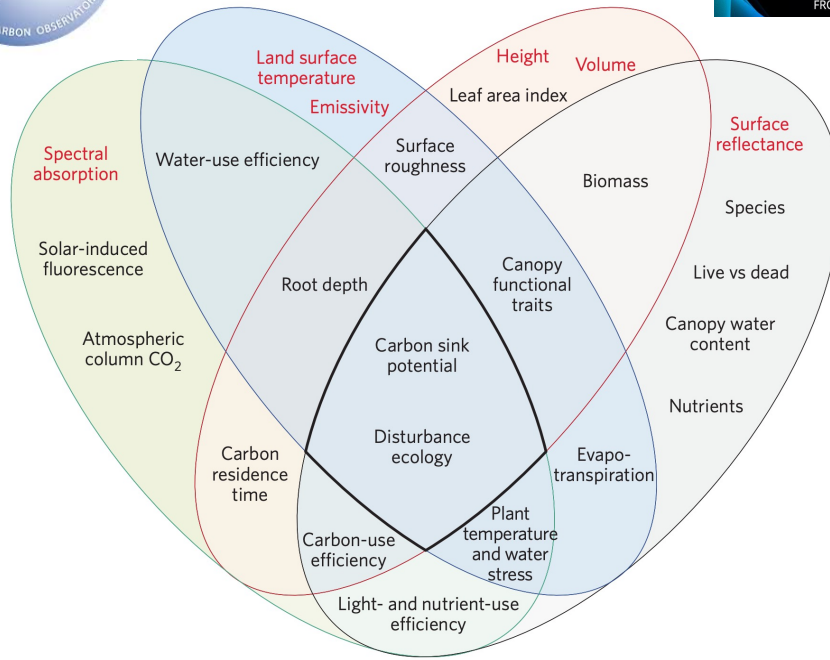 RBON OBSERVATO
FRO
Land surface
temperature
Emissivity
Height
Volume
Leaf area index
Surface
reflectance
Spectral
absorption
Water-use efficiency
Surface
roughness
Biomass
Species
Solar-induced
fluorescence
Root depth
Canopy
functional
traits
Live vs dead
Atmospheric
column CO₂
Carbon sink
potential
Canopy water
content
Nutrients
Disturbance
ecology
Carbon
residence
time
Evapo-
transpiration
Carbon-use
efficiency
Plant
temperature
and water
stress
Light- and nutrient-use
efficiency